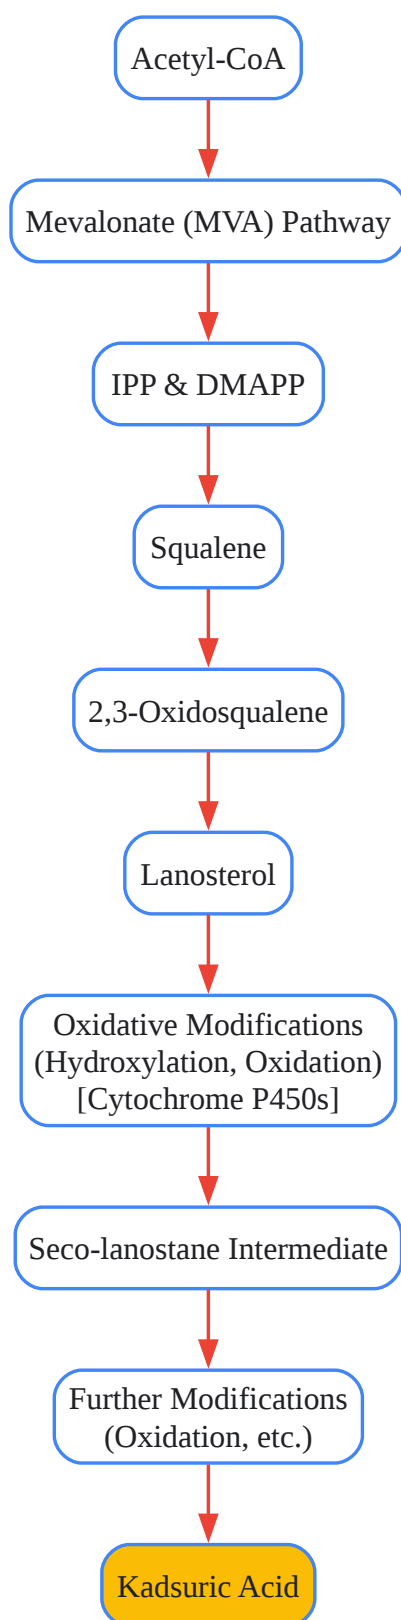 Acetyl-CoA
Mevalonate (MVA) Pathway
IPP & DMAPP
Squalene
2,3-Oxidosqualene
Lanosterol
Oxidative Modifications
(Hydroxylation, Oxidation)
[Cytochrome P450s]
Seco-lanostane Intermediate
Further Modifications
(Oxidation, etc.)
Kadsuric Acid